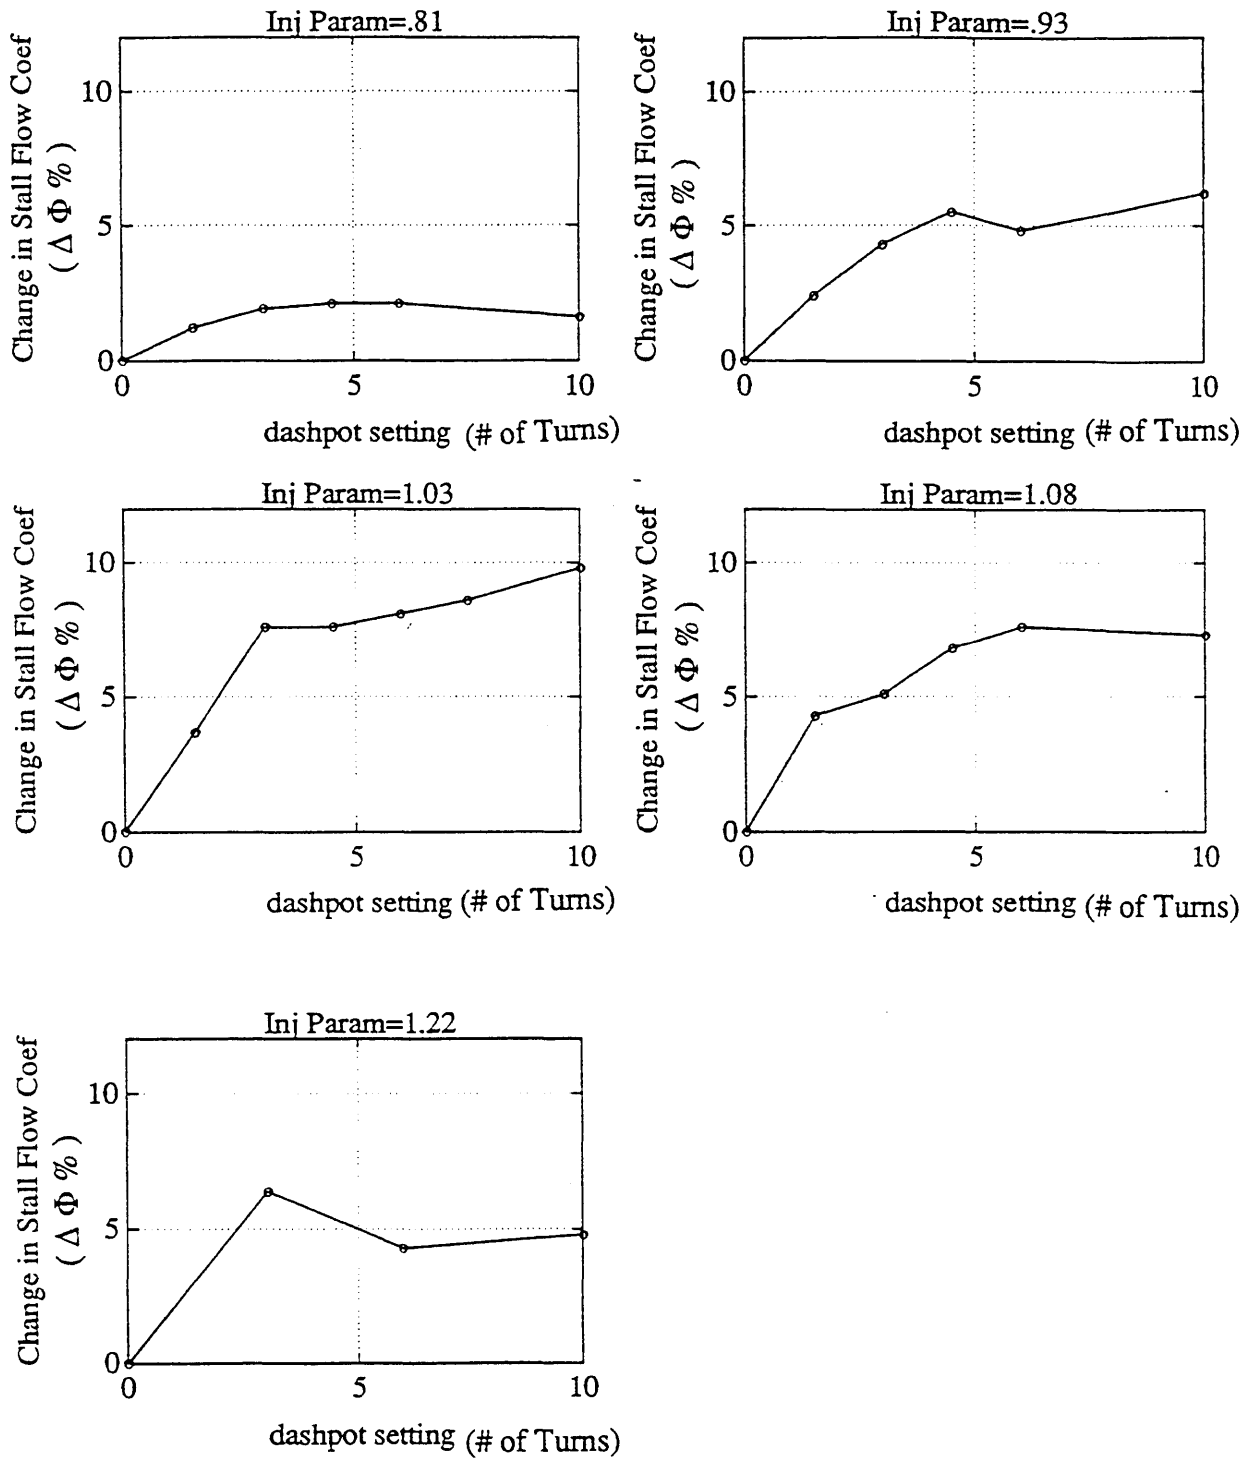 Inj Param=.81
Change in Stall Flow Coef
( Δ Φ % )
10
5
0
0 5 10
dashpot setting (# of Turns)
Inj Param=.93
Change in Stall Flow Coef
( Δ Φ % )
10
5
0
0 5 10
dashpot setting (# of Turns)
Inj Param=1.03
Change in Stall Flow Coef
( Δ Φ % )
10
5
0
0 5 10
dashpot setting (# of Turns)
Inj Param=1.08
Change in Stall Flow Coef
( Δ Φ % )
10
5
0
0 5 10
dashpot setting (# of Turns)
Inj Param=1.22
Change in Stall Flow Coef
( Δ Φ % )
10
5
0
0 5 10
dashpot setting (# of Turns)